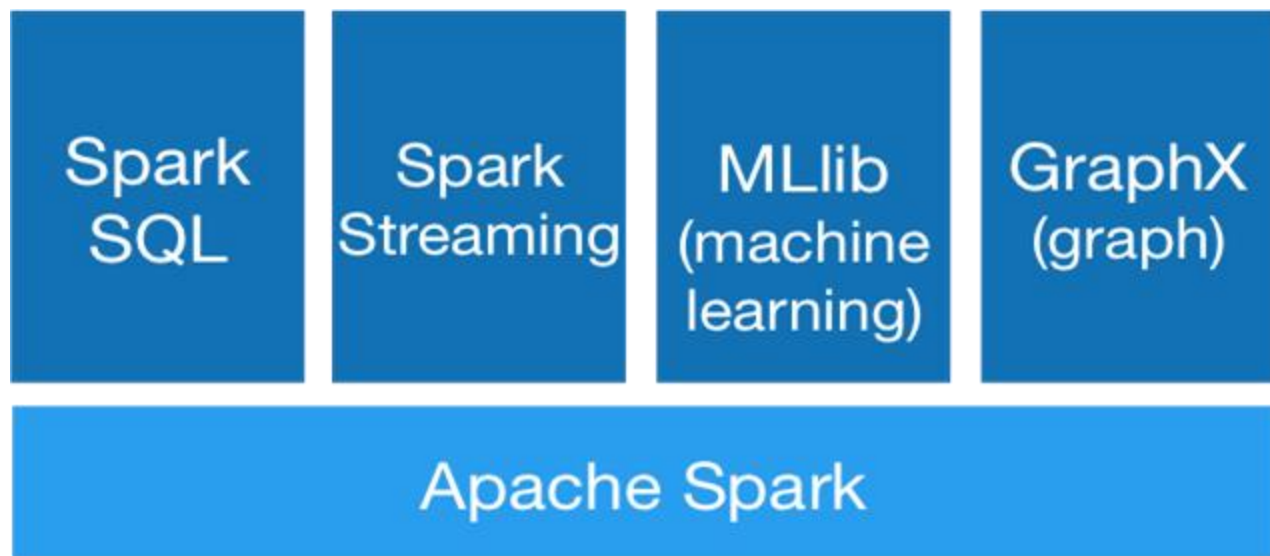 Spark
SQL
Spark
Streaming
MLlib
(machine
learning)
GraphX
(graph)
Apache Spark